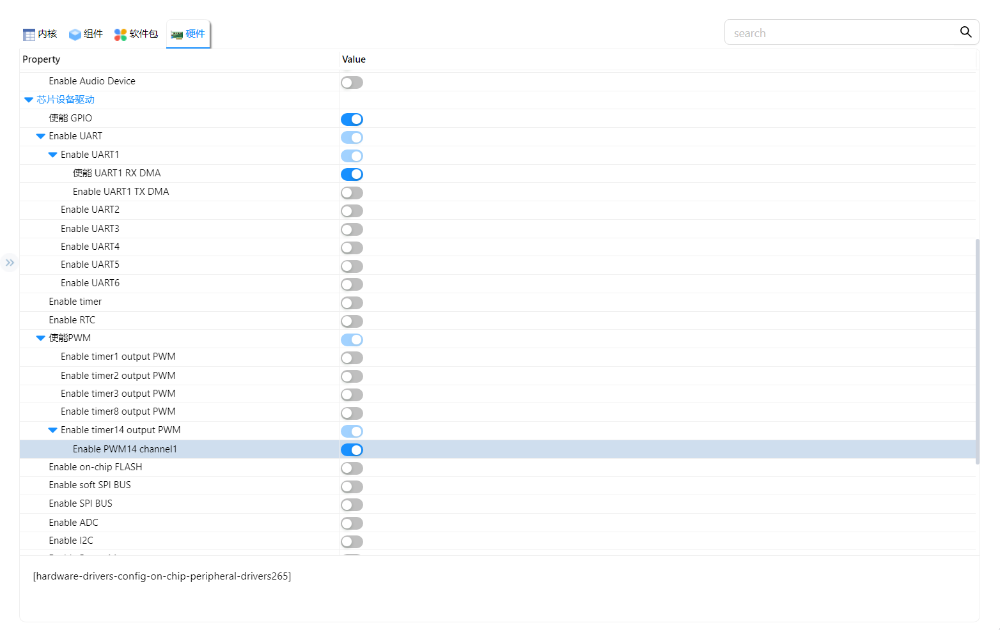 内核 组件 软件包 硬件 search
Property Value
Enable Audio Device
芯片设备驱动
使能 GPIO
Enable UART
Enable UART1
使能 UART1 RX DMA
Enable UART1 TX DMA
Enable UART2
Enable UART3
Enable UART4
Enable UART5
Enable UART6
Enable timer
Enable RTC
使能PWM
Enable timer1 output PWM
Enable timer2 output PWM
Enable timer3 output PWM
Enable timer8 output PWM
Enable timer14 output PWM
Enable PWM14 channel1
Enable on-chip FLASH
Enable soft SPI BUS
Enable SPI BUS
Enable ADC
Enable I2C
[hardware-drivers-config-on-chip-peripheral-drivers265]